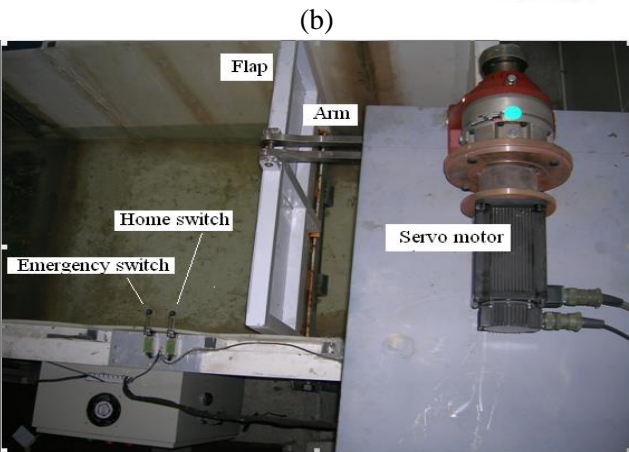 (b)
Flap
Arm
Home switch
Servo motor
Emergency switch